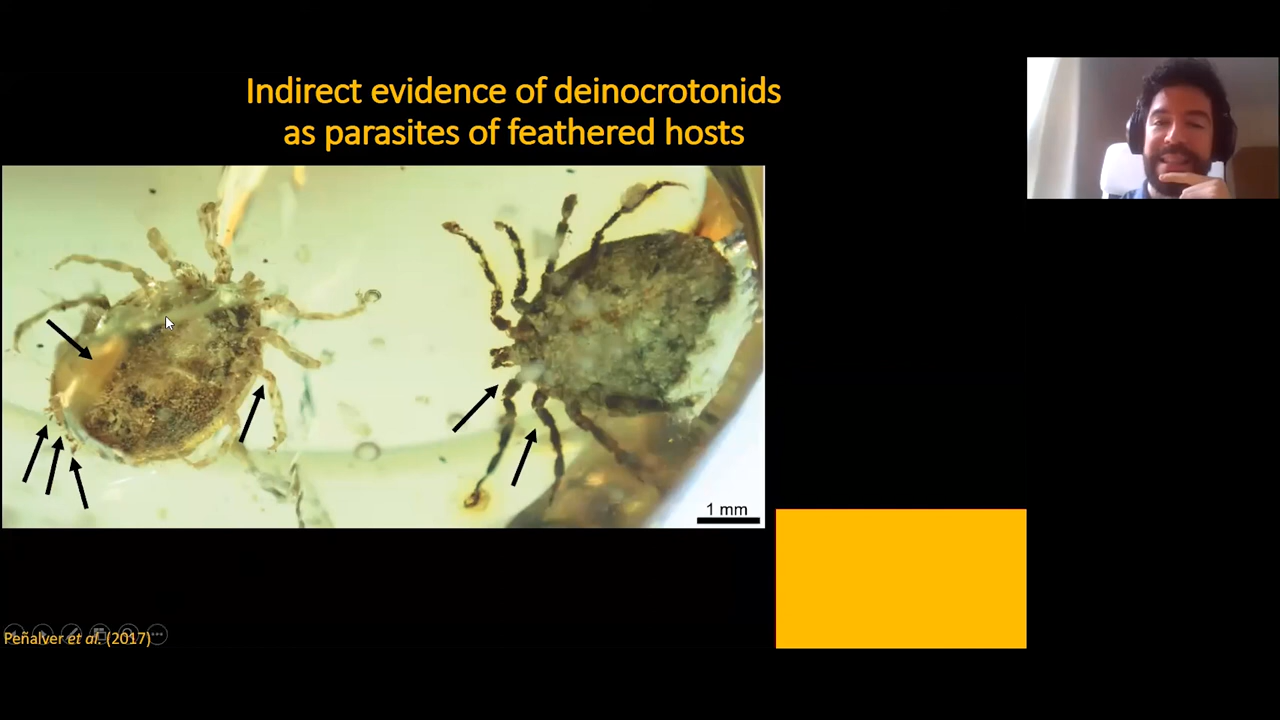 Indirect evidence of deinocrotonids
as parasites of feathered hosts
1 mm
Peñalver et al. (2017)